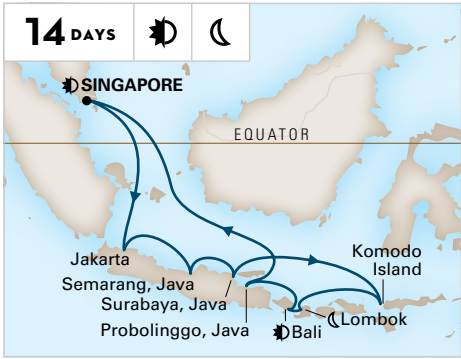 14 DAYS
SINGAPORE
EQUATOR
Komodo
Island
Jakarta
Semarang, Java
Surabaya, Java
Probolinggo, Java
Bali
Lombok